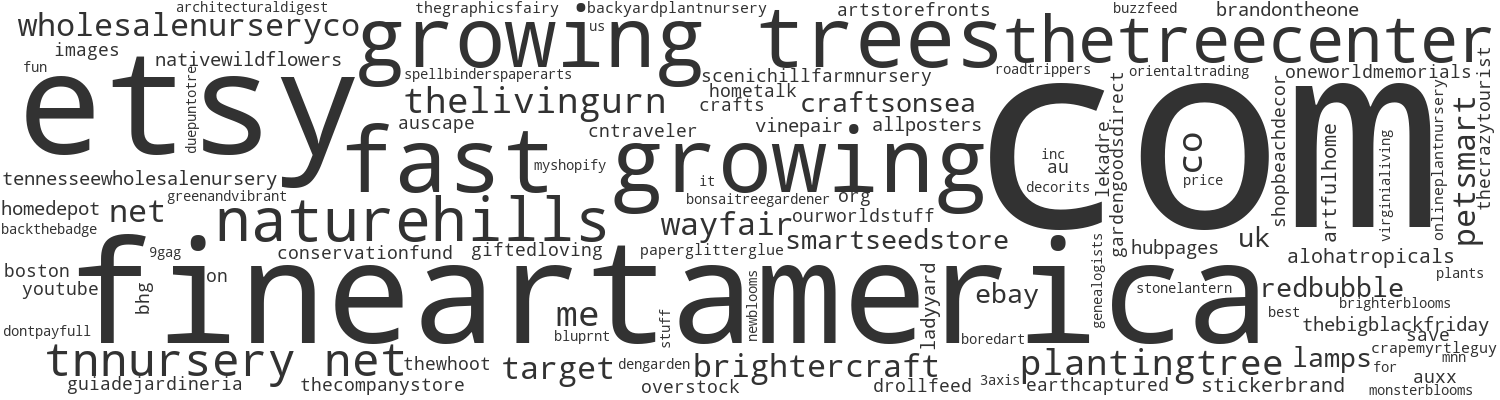 architecturaldigest
thegraphicsfairy
backyardplantnursery
artstorefronts
buzzfeed
brandontheone
wholesalenurseryco
growing trees
us
thetreecenter
images
nativewildflowers
fun
etsy
duepuntotre
spellbinderspaperarts
scenichillfarmnursery
roadtrippers
orientaltrading
oneworldmemorials
thecrazytourist
hometalk
thelivingurn
crafts
craftsonsea
com
gardengoodsdirect
shopbeachdecor
onlineplantnursery
petsmart
auscape
cntraveler
vinepair
allposters
lekadre
artfulhome
virginialiving
fast
growing
co
inc
au
myshopify
tennesseewholesalenursery
it
decorits
price
greenandvibrant
bonsaitreegardener
org
homedepot
net
naturehills
wayfair
ourworldstuff
backthebadge
smartseedstore
uk
hubpages
9gag
conservationfund
giftedloving
paperglitterglue
alohatropicals
boston
fineartamerica
on
genealogists
plants
youtube
bhg
newblooms
ladyyard
ebay
stonelantern
redbubble
brighterblooms
me
stuff
best
thebigblackfriday
dontpayfull
bluprnt
boredart
save
tnnursery net
thewhoot
target
dengarden
brightercraft
plantingtree
lamps
crapemyrtleguy
mnn
for
guiadejardineria
thecompanystore
overstock
drollfeed
3axis
earthcaptured
stickerbrand
auxx
monsterblooms